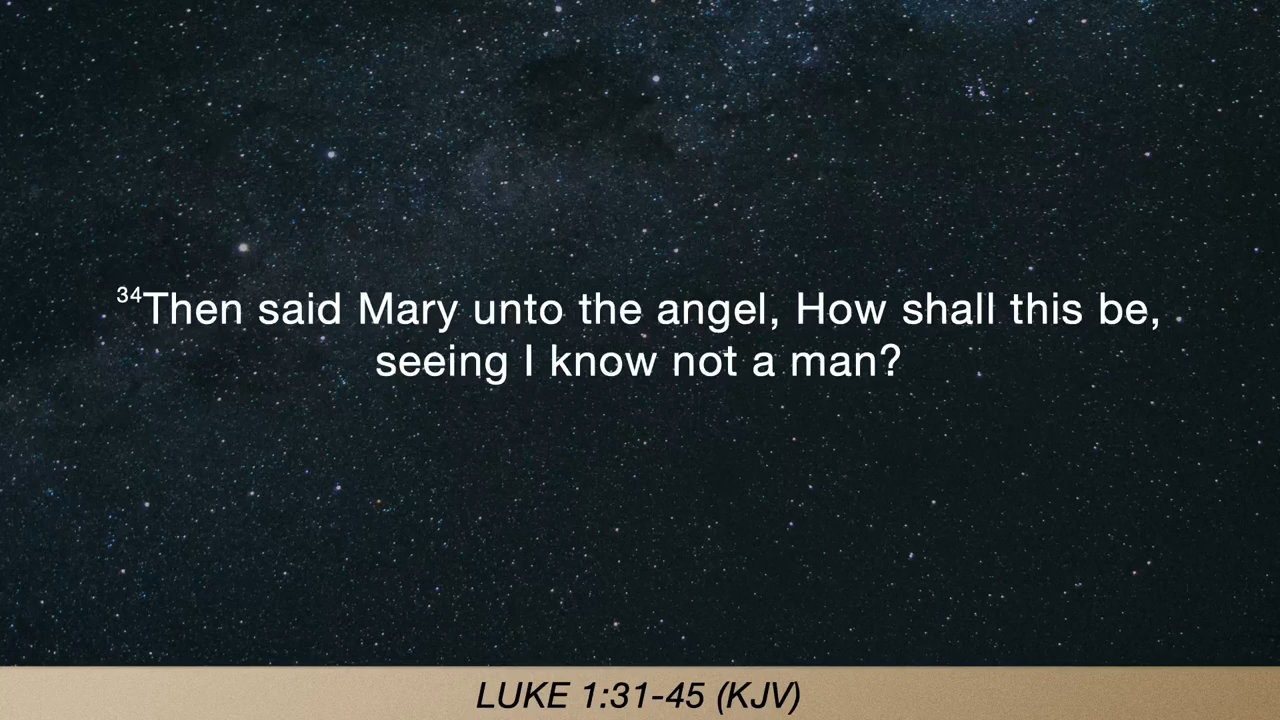 34Then said Mary unto the angel, How shall this be,
seeing I know not a man?
LUKE 1:31-45 (KJV)